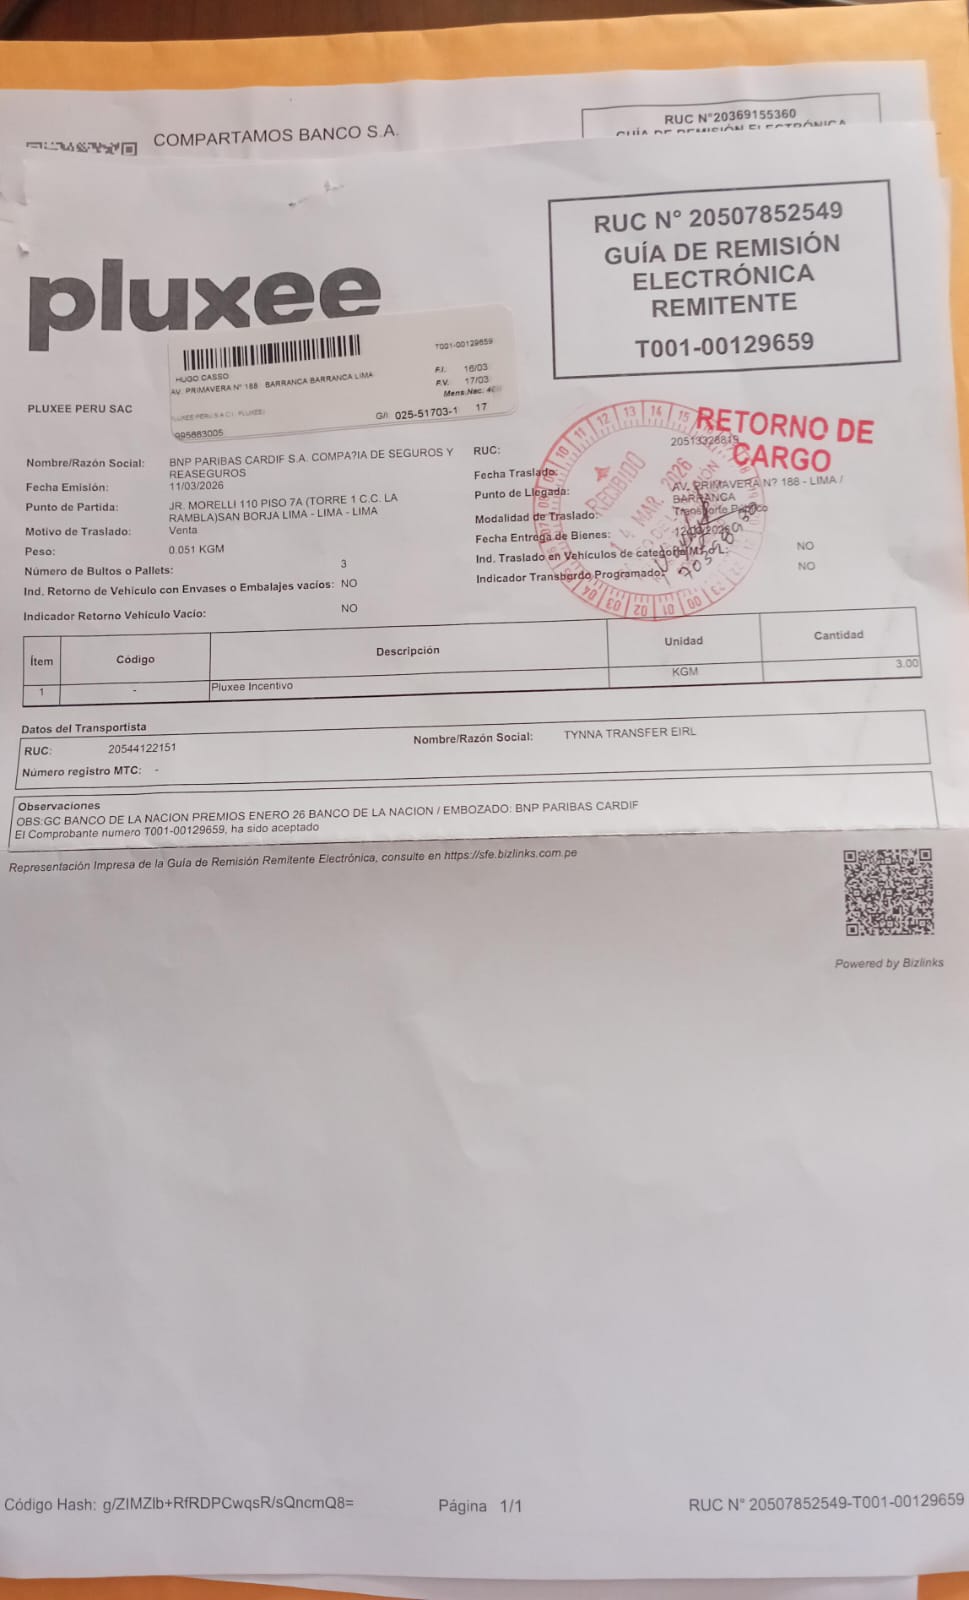 COMPARTAMOS BANCO S.A.
RUC N°20369155360
GUÍA DE REMISIÓN ELECTRÓNICA
pluxee
RUC N° 20507852549
GUÍA DE REMISIÓN
ELECTRÓNICA
REMITENTE
T001-00129659
T001-00129659
HUGO CASSO
AV. PRIMAVERA N° 188 BARRANCA BARRANCA LIMA
F.I. 16/03
F.V. 17/03
Mens.Nac.
G/I 025-51703-1 17
995883005
PLUXEE PERU SAC
RETORNO DE
CARGO
RECIBIDO
14 MAR. 2026
Nombre/Razón Social: BNP PARIBAS CARDIF S.A. COMPA?IA DE SEGUROS Y
REASEGUROS
Fecha Emisión: 11/03/2026
Punto de Partida: JR. MORELLI 110 PISO 7A (TORRE 1 C.C. LA
RAMBLA)SAN BORJA LIMA - LIMA - LIMA
Motivo de Traslado: Venta
Peso: 0.051 KGM
Número de Bultos o Pallets: 3
Ind. Retorno de Vehículo con Envases o Embalajes vacíos: NO
Indicador Retorno Vehículo Vacío: NO
RUC:
Fecha Traslado:
Punto de Llegada: AV. PRIMAVERA N? 188 - LIMA /
BARRANCA
Modalidad de Traslado: Transporte
Fecha Entrega de Bienes:
Ind. Traslado en Vehículos de categoría M1 o L: NO
Indicador Transbordo Programado: NO
Ítem Código Descripción Unidad Cantidad
1 - Pluxee Incentivo KGM 3.00
Datos del Transportista
RUC: 20544122151 Nombre/Razón Social: TYNNA TRANSFER EIRL
Número registro MTC: -
Observaciones
OBS:GC BANCO DE LA NACION PREMIOS ENERO 26 BANCO DE LA NACION / EMBOZADO: BNP PARIBAS CARDIF
El Comprobante numero T001-00129659, ha sido aceptado
Representación Impresa de la Guía de Remisión Remitente Electrónica, consulte en https://sfe.bizlinks.com.pe
Powered by Bizlinks
Código Hash: g/ZIMZlb+RfRDPCwqsR/sQncmQ8= Página 1/1 RUC N° 20507852549-T001-00129659